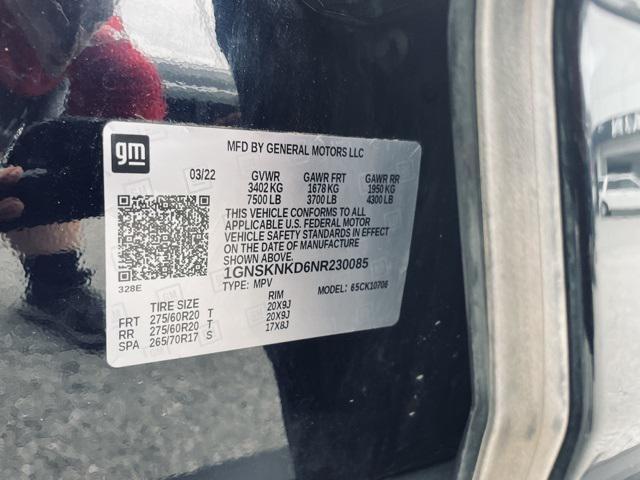 gm
MFD BY GENERAL MOTORS LLC
03/22 GVWR GAWR FRT GAWR RR
3402 KG 1678 KG 1950 KG
7500 LB 3700 LB 4300 LB
THIS VEHICLE CONFORMS TO ALL
APPLICABLE U.S. FEDERAL MOTOR
VEHICLE SAFETY STANDARDS IN EFFECT
ON THE DATE OF MANUFACTURE
SHOWN ABOVE.
1GNSKNKD6NR230085
328E TYPE: MPV MODEL: 65CK10706
TIRE SIZE RIM
FRT 275/60R20 T 20X9J
RR 275/60R20 T 20X9J
SPA 265/70R17 S 17X8J